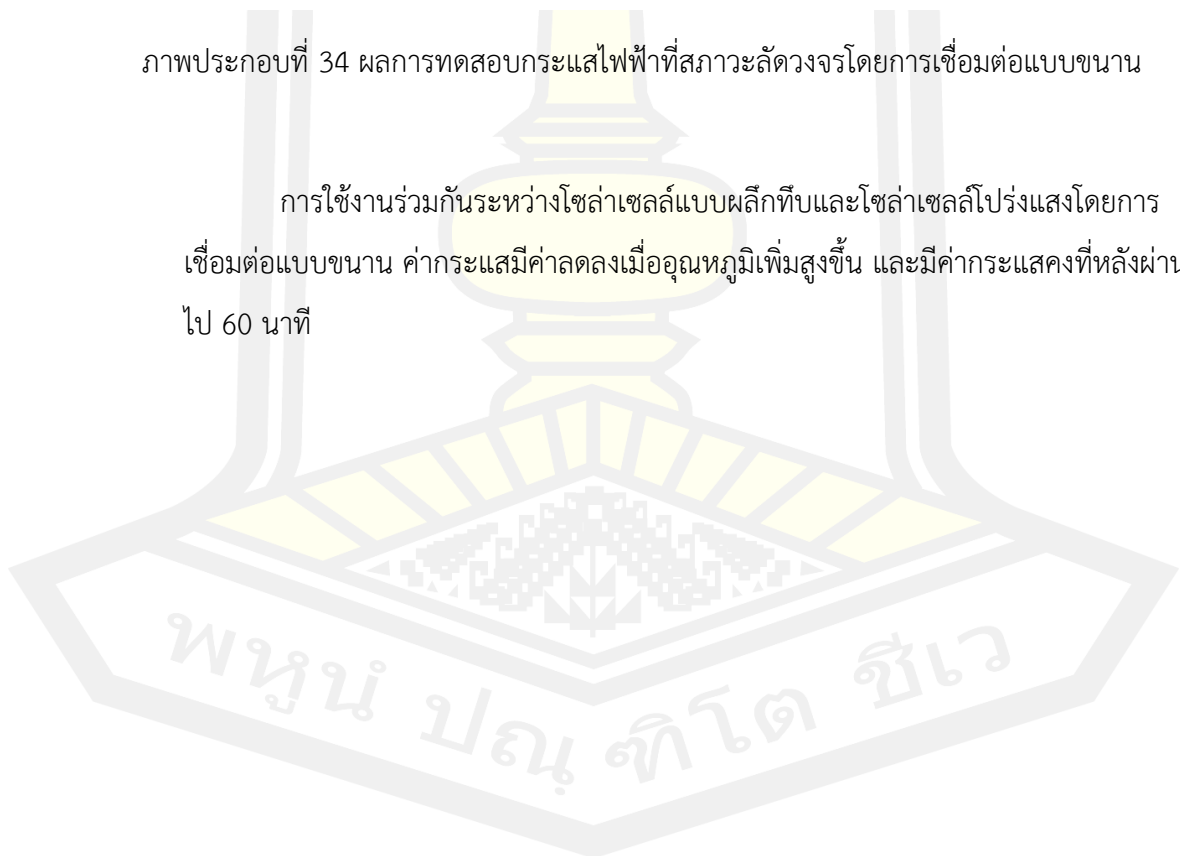 ภาพประกอบที่ 34 ผลการทดสอบกระแสไฟฟ้าที่สภาวะลัดวงจรโดยการเชื่อมต่อแบบขนาน
การใช้งานร่วมกันระหว่างโซล่าเซลล์แบบผลึกทึบและโซล่าเซลล์โปร่งแสงโดยการ
เชื่อมต่อแบบขนาน ค่ากระแสมีค่าลดลงเมื่ออุณหภูมิเพิ่มสูงขึ้น และมีค่ากระแสคงที่หลังผ่าน
ไป 60 นาที
พหูนํ ปณฺฑิโต ชีเว